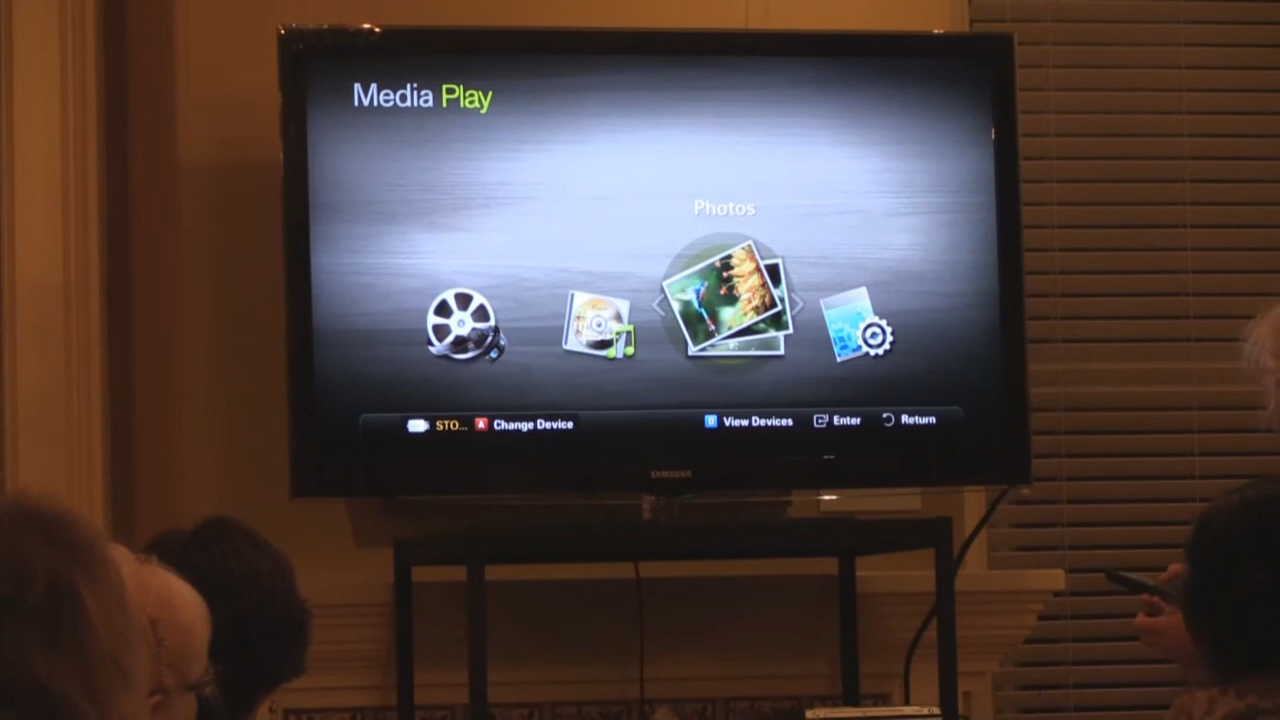 Media Play
Photos
STO... A Change Device
D View Devices Enter Return
SAMSUNG